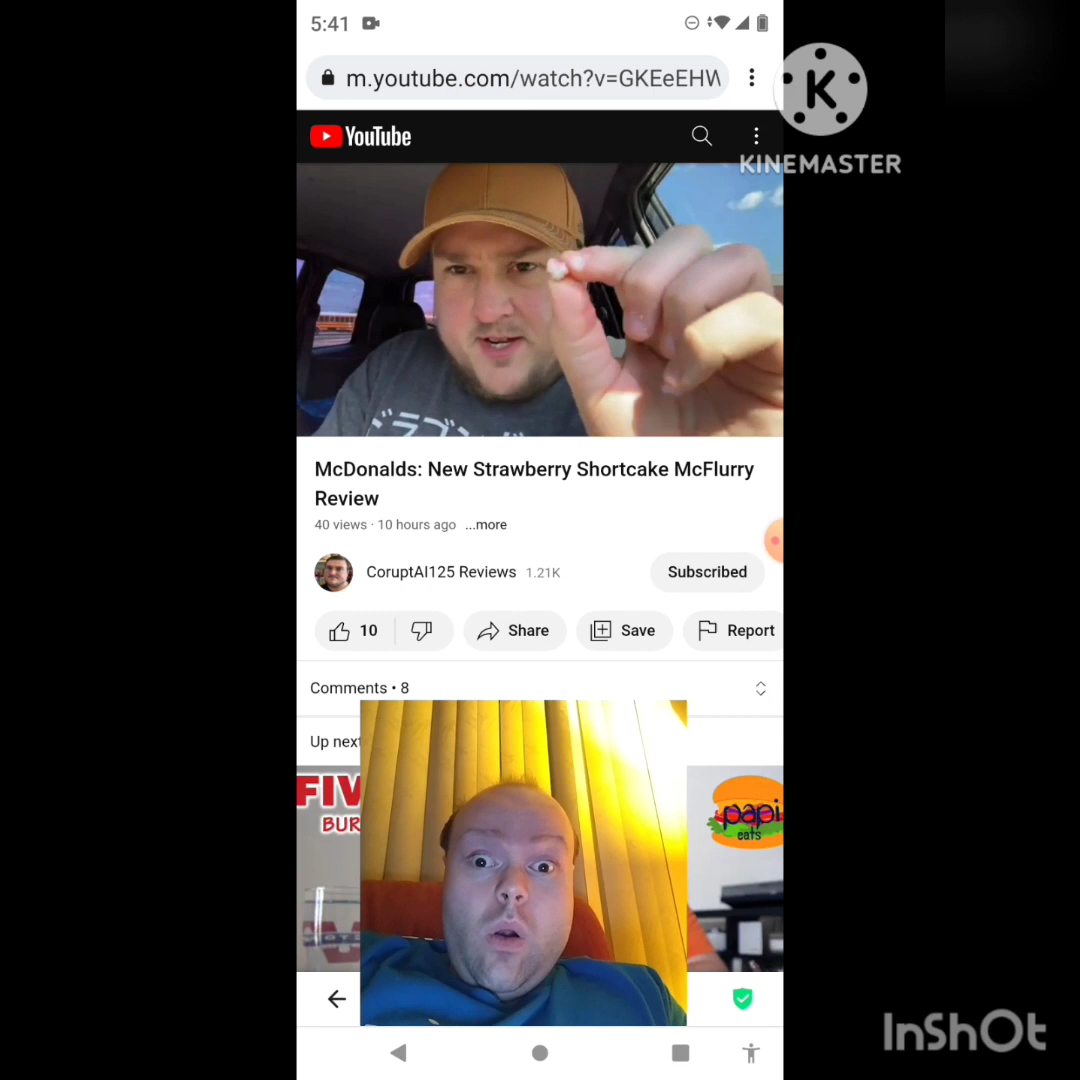 5:41
m.youtube.com/watch?v=GKEeEHW
YouTube
K
KINEMASTER
McDonalds: New Strawberry Shortcake McFlurry
Review
40 views · 10 hours ago ...more
CoruptAI125 Reviews 1.21K
Subscribed
10
Share
Save
Report
Comments • 8
Up next
FIV
BUR
papi
eats
InShOt